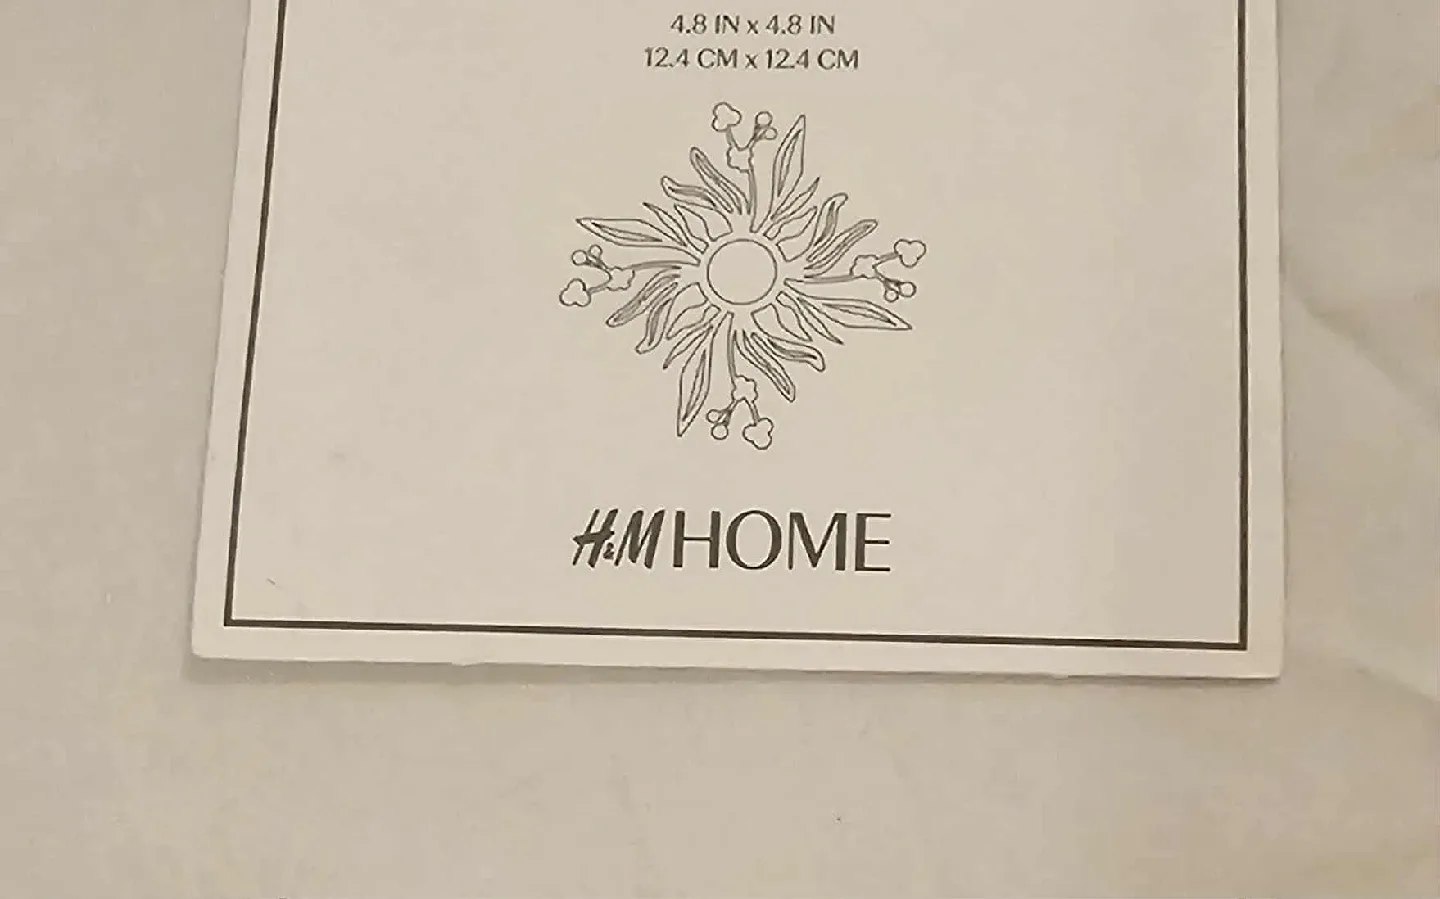 4.8 IN x 4.8 IN
12.4 CM x 12.4 CM
H&M HOME